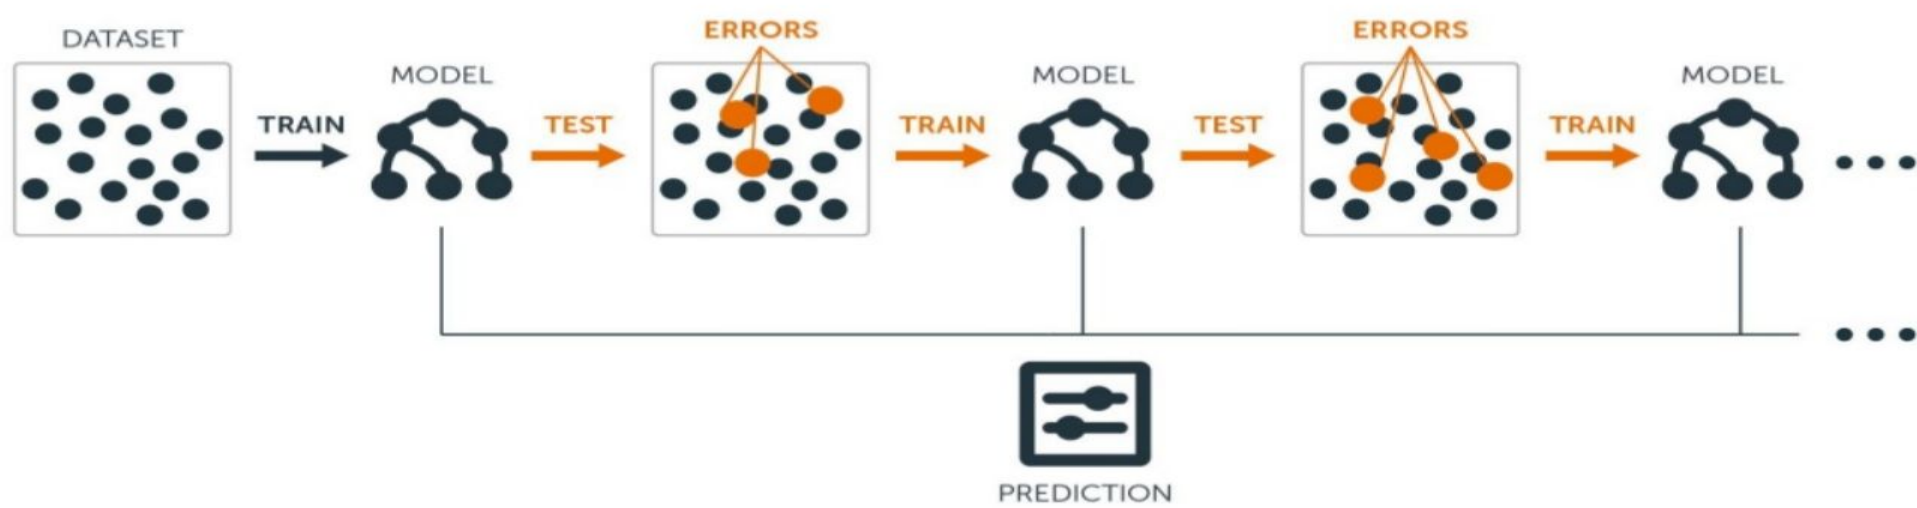 DATASET
TRAIN
MODEL
TEST
ERRORS
TRAIN
MODEL
TEST
ERRORS
TRAIN
MODEL
PREDICTION